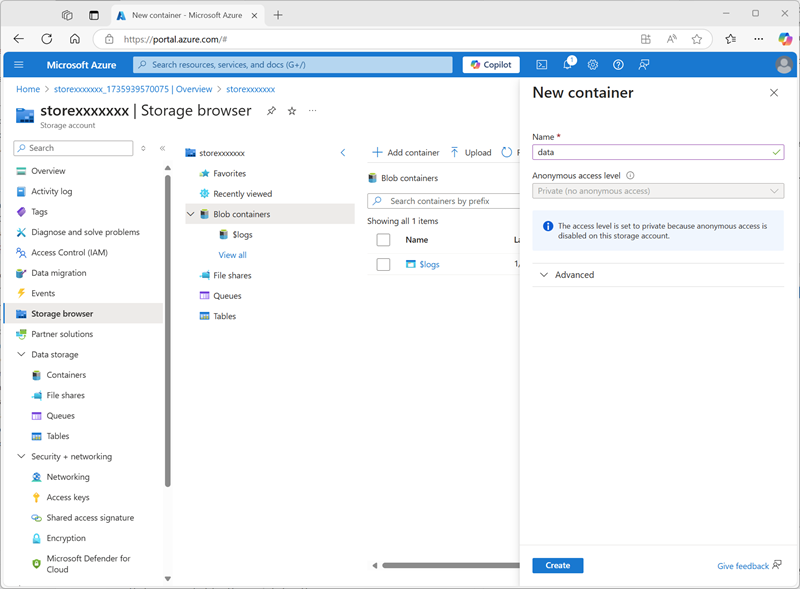 New container - Microsoft Azure
https://portal.azure.com/#
Microsoft Azure
Search resources, services, and docs (G+/)
Copilot
1
Home > storexxxxxxx_1735939570075 | Overview > storexxxxxxx
storexxxxxxx | Storage browser
Storage account
Search
Overview
Activity log
Tags
Diagnose and solve problems
Access Control (IAM)
Data migration
Events
Storage browser
Partner solutions
Data storage
Containers
File shares
Queues
Tables
Security + networking
Networking
Access keys
Shared access signature
Encryption
Microsoft Defender for
Cloud
storexxxxxxx
Favorites
Recently viewed
Blob containers
$logs
View all
File shares
Queues
Tables
Add container
Upload
Blob containers
Search containers by prefix
Showing all 1 items
Name
$logs
New container
Name *
data
Anonymous access level
Private (no anonymous access)
The access level is set to private because anonymous access is
disabled on this storage account.
Advanced
Create
Give feedback